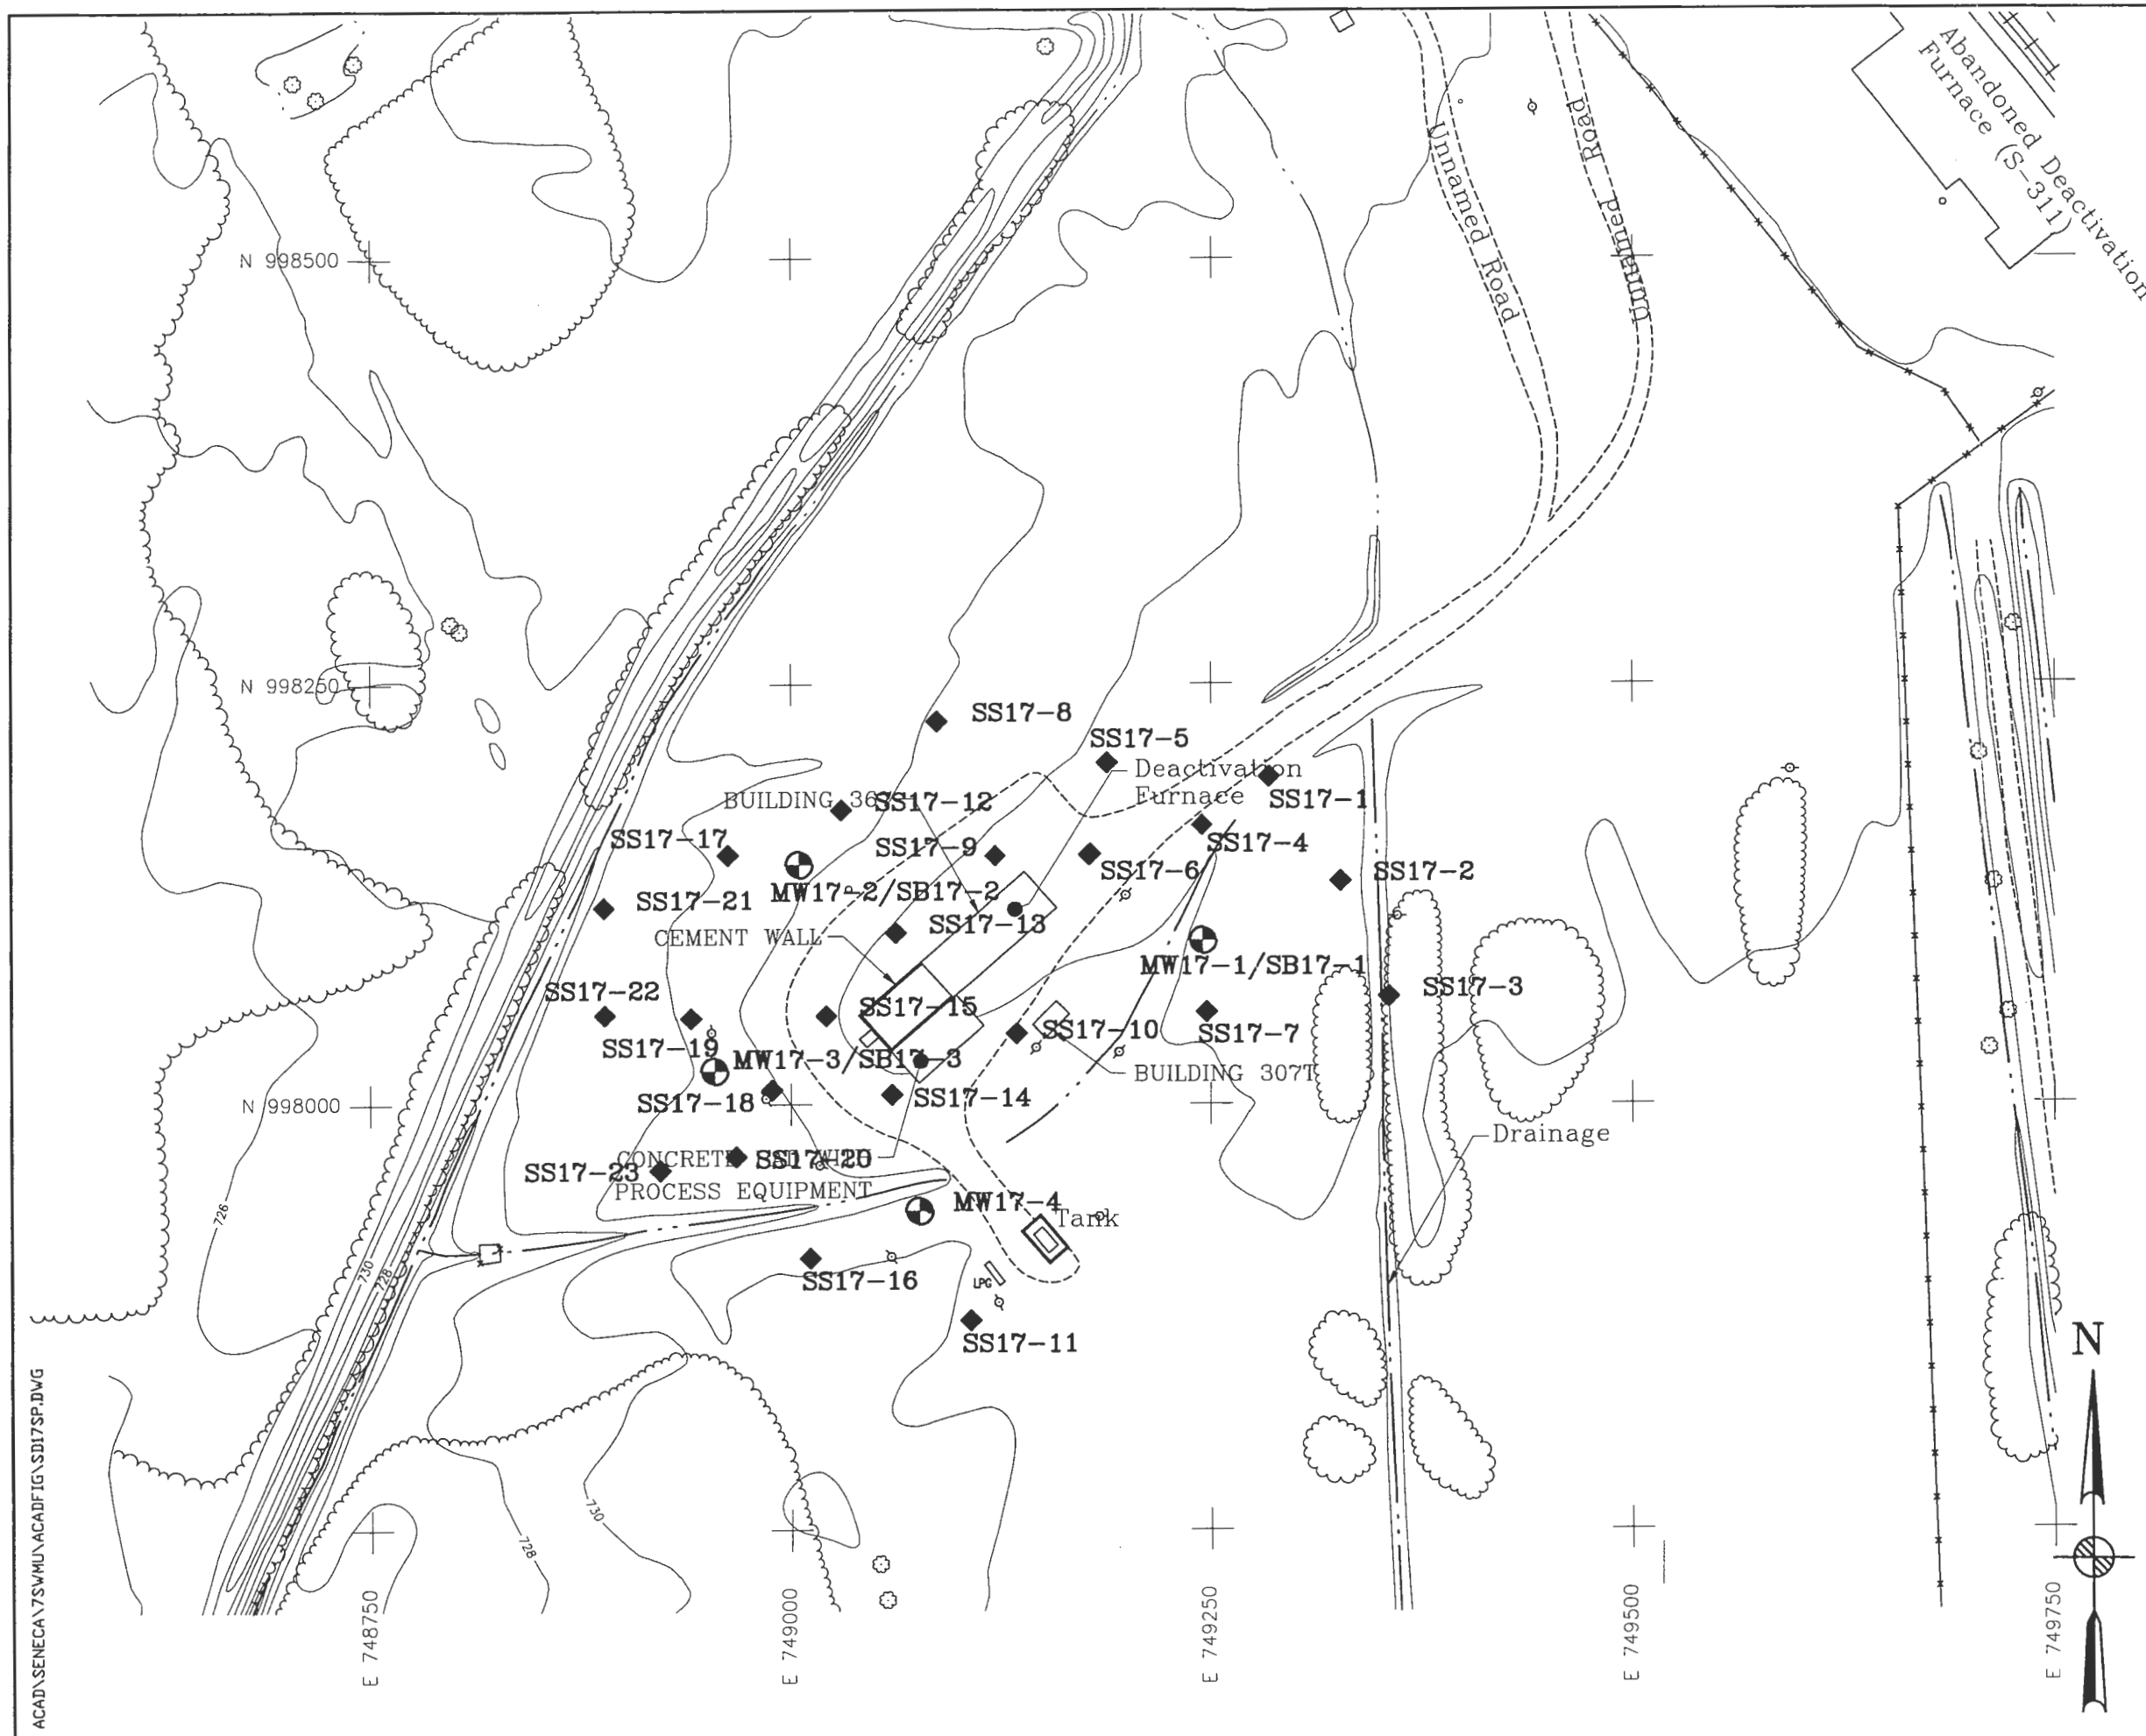 Abandoned Deactivation
Furnace (S-311)
Unnamed Road
Unnamed Road
N 998500
N 998250
SS17-8
SS17-5
Deactivation
Furnace
SS17-1
BUILDING 36
SS17-12
SS17-17
SS17-9
SS17-4
SS17-6
SS17-2
MW17-2/SB17-2
SS17-21
SS17-13
CEMENT WALL
MW17-1/SB17-1
SS17-22
SS17-15
SS17-3
SS17-19
SS17-10
SS17-7
MW17-3/SB17-3
BUILDING 307T
SS17-18
SS17-14
N 998000
Drainage
CONCRETE PAD WITH
SS17-20
SS17-23
PROCESS EQUIPMENT
MW17-4
Tank
726
730
728
SS17-16
LPG
SS17-11
N
730
728
E 748750
E 749000
E 749250
E 749500
E 749750
ACAD\SENECA\7SWMU\ACADFIG\SD17SP.DWG